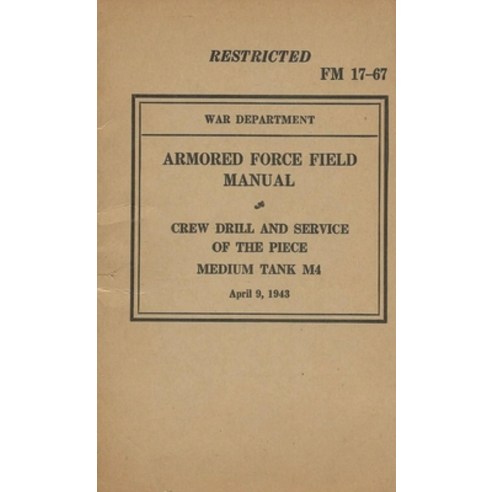 RESTRICTED
FM 17-67
WAR DEPARTMENT
ARMORED FORCE FIELD
MANUAL
CREW DRILL AND SERVICE
OF THE PIECE
MEDIUM TANK M4
April 9, 1943